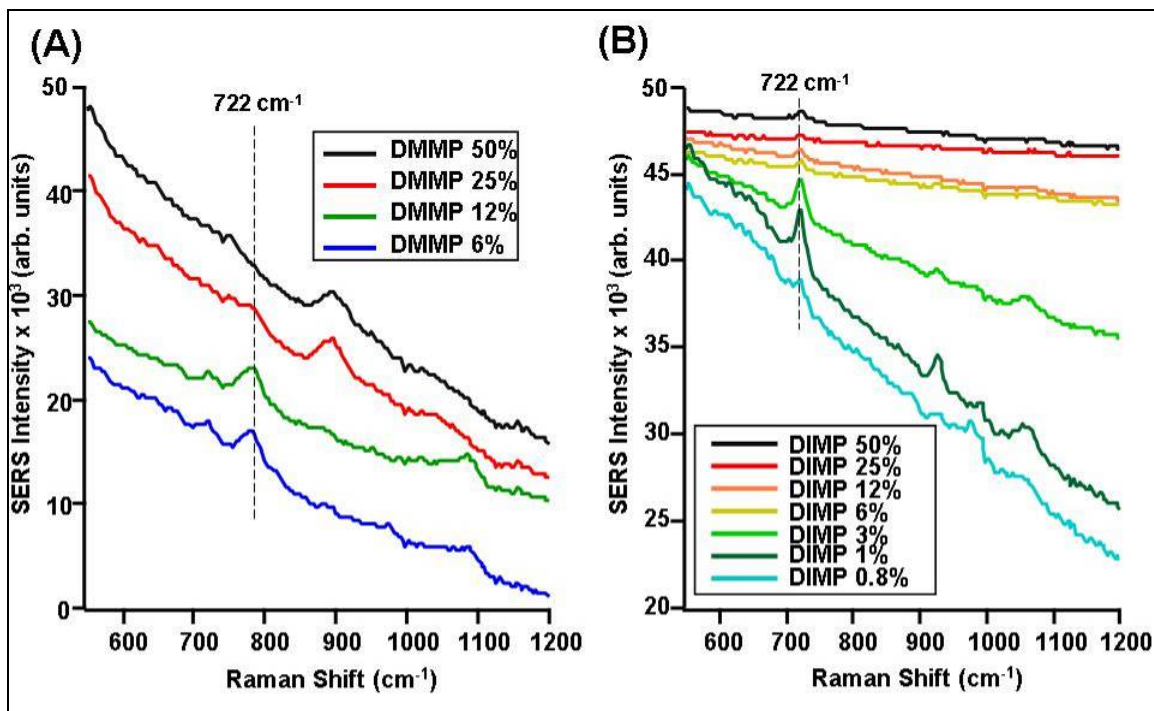 (A)
722 cm-1
DMMP 50%
DMMP 25%
DMMP 12%
DMMP 6%
50
40
30
20
10
0
SERS Intensity x 10³ (arb. units)
600 700 800 900 1000 1100 1200
Raman Shift (cm-1)
(B)
722 cm-1
50
45
40
35
30
25
20
SERS Intensity x 10³ (arb. units)
DIMP 50%
DIMP 25%
DIMP 12%
DIMP 6%
DIMP 3%
DIMP 1%
DIMP 0.8%
600 700 800 900 1000 1100 1200
Raman Shift (cm-1)